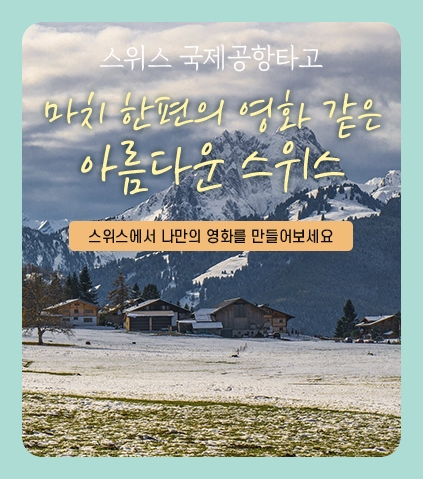 스위스 국제공항타고
마치 한편의 영화 같은
아름다운 스위스
스위스에서 나만의 영화를 만들어보세요